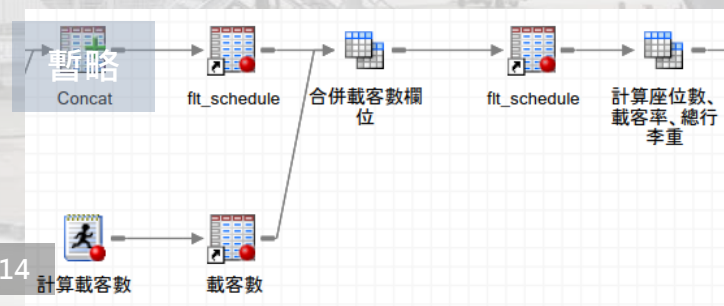 暫略
Concat
flt_schedule
合併載客數欄
位
flt_schedule
計算座位數、
載客率、總行
李重
14
計算載客數
載客數